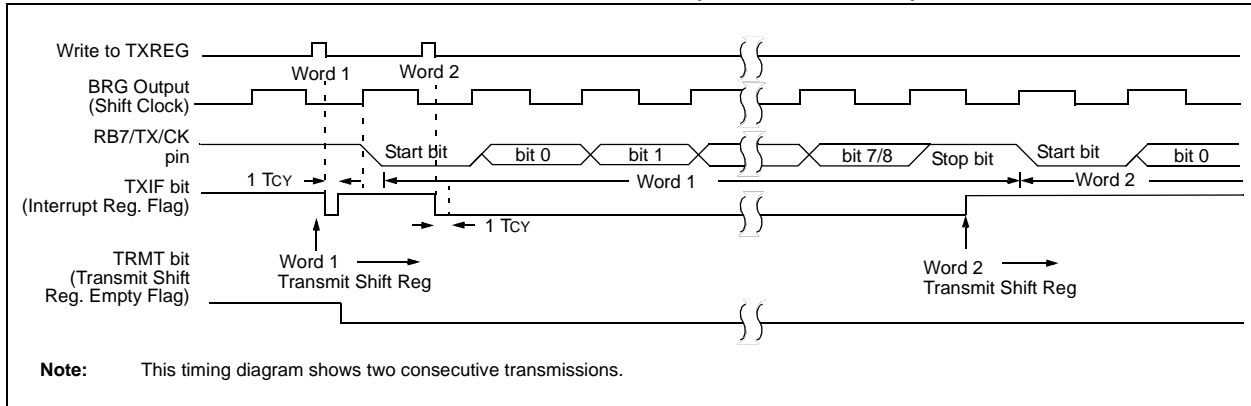 Write to TXREG
Word 1
Word 2
BRG Output
(Shift Clock)
RB7/TX/CK
pin
Start bit
bit 0
bit 1
bit 7/8
Stop bit
Start bit
bit 0
1 TCY
Word 1
Word 2
TXIF bit
(Interrupt Reg. Flag)
1 TCY
TRMT bit
(Transmit Shift
Reg. Empty Flag)
Word 1
Transmit Shift Reg
Word 2
Transmit Shift Reg
Note: This timing diagram shows two consecutive transmissions.